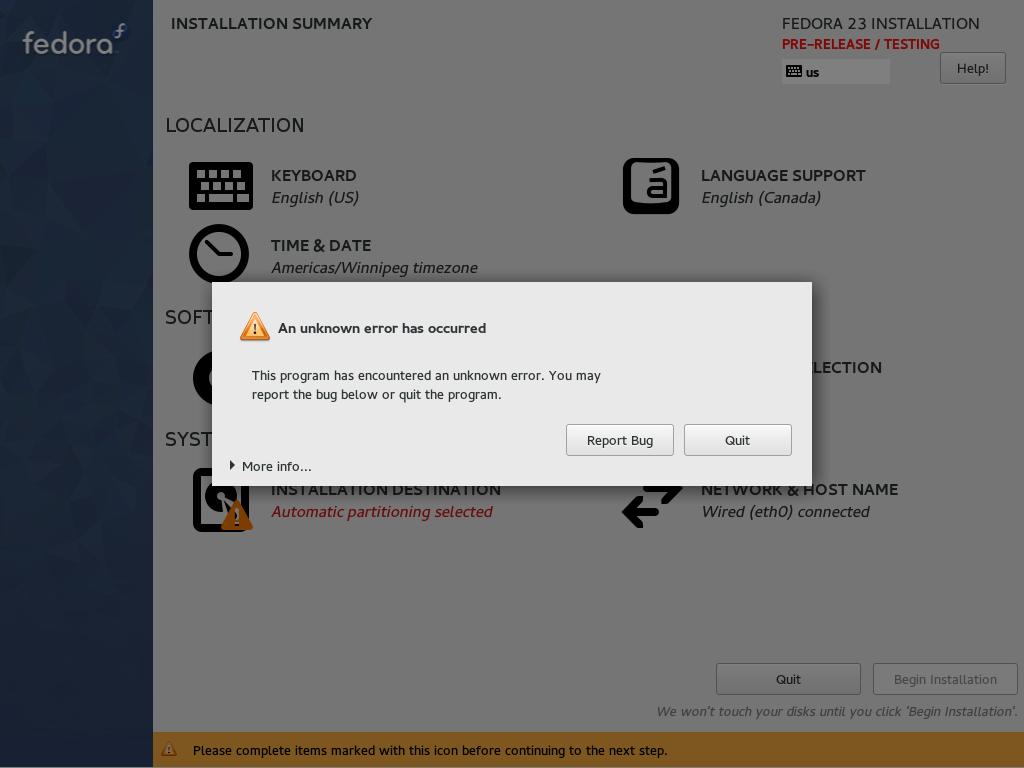 fedora
INSTALLATION SUMMARY
FEDORA 23 INSTALLATION
PRE-RELEASE / TESTING
us
Help!
LOCALIZATION
KEYBOARD
English (US)
LANGUAGE SUPPORT
English (Canada)
TIME & DATE
Americas/Winnipeg timezone
SOFT
LECTION
An unknown error has occurred
This program has encountered an unknown error. You may
report the bug below or quit the program.
Report Bug
Quit
More info...
SYST
INSTALLATION DESTINATION
Automatic partitioning selected
NETWORK & HOST NAME
Wired (eth0) connected
Quit
Begin Installation
We won't touch your disks until you click 'Begin Installation'.
Please complete items marked with this icon before continuing to the next step.